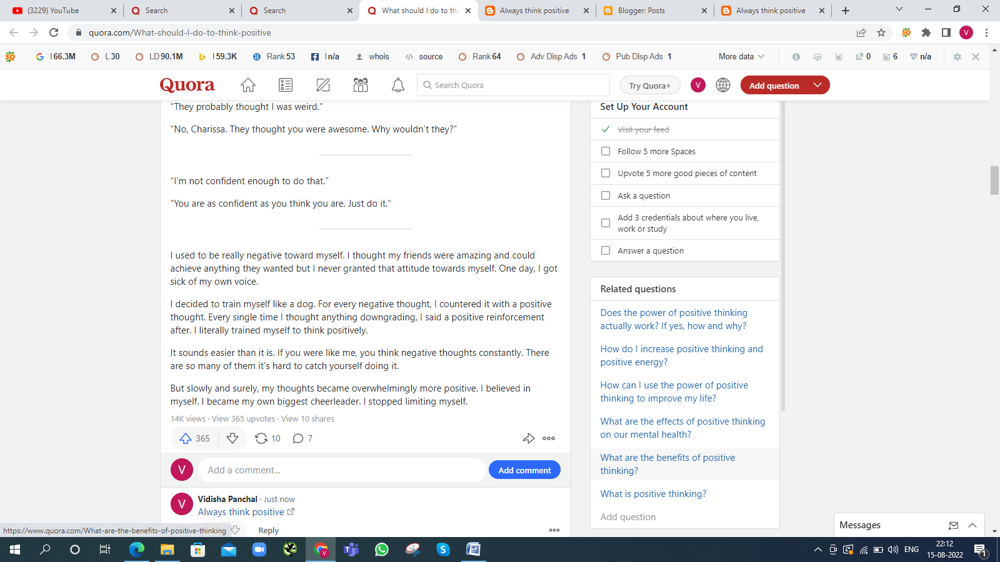 (3229) YouTube
Search
Search
What should I do to thi
Always think positive
Blogger: Posts
Always think positive
quora.com/What-should-I-do-to-think-positive
V
I 66.3M
L 30
LD 90.1M
I 59.3K
Rank 53
I n/a
whois
source
Rank 64
Adv Disp Ads 1
Pub Disp Ads 1
More data
0
6
n/a
Quora
Search Quora
Try Quora+
V
Add question
“They probably thought I was weird.”
“No, Charissa. They thought you were awesome. Why wouldn’t they?”
“I’m not confident enough to do that.”
“You are as confident as you think you are. Just do it.”
I used to be really negative toward myself. I thought my friends were amazing and could
achieve anything they wanted but I never granted that attitude towards myself. One day, I got
sick of my own voice.
I decided to train myself like a dog. For every negative thought, I countered it with a positive
thought. Every single time I thought anything downgrading, I said a positive reinforcement
after. I literally trained myself to think positively.
It sounds easier than it is. If you were like me, you think negative thoughts constantly. There
are so many of them it’s hard to catch yourself doing it.
But slowly and surely, my thoughts became overwhelmingly more positive. I believed in
myself. I became my own biggest cheerleader. I stopped limiting myself.
14K views · View 365 upvotes · View 10 shares
365
10
7
V
Add a comment...
Add comment
V
Vidisha Panchal · Just now
Always think positive
Reply
https://www.quora.com/What-are-the-benefits-of-positive-thinking
Set Up Your Account
Visit your feed
Follow 5 more Spaces
Upvote 5 more good pieces of content
Ask a question
Add 3 credentials about where you live,
work or study
Answer a question
Related questions
Does the power of positive thinking
actually work? If yes, how and why?
How do I increase positive thinking and
positive energy?
How can I use the power of positive
thinking to improve my life?
What are the effects of positive thinking
on our mental health?
What are the benefits of positive
thinking?
What is positive thinking?
Add question
Messages
ENG
22:12
15-08-2022
1